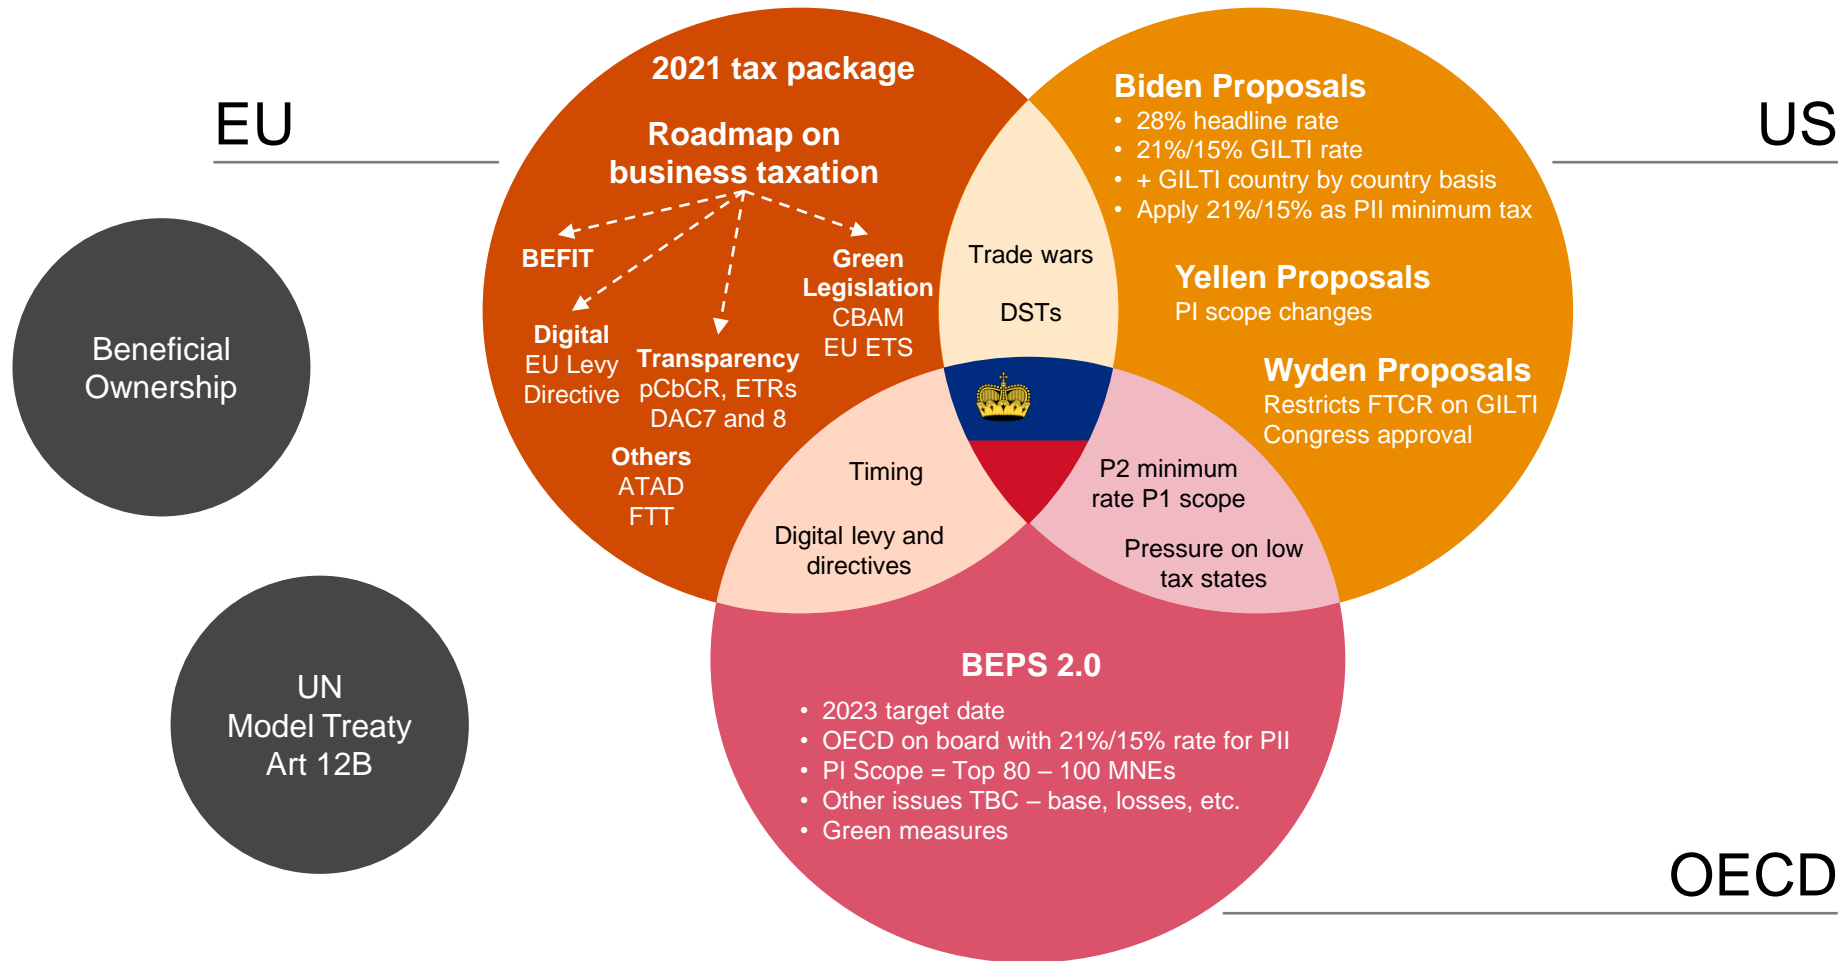 EU
US
OECD
2021 tax package
Roadmap on
business taxation
BEFIT
Digital
EU Levy
Directive
Transparency
pCbCR, ETRs
DAC7 and 8
Green
Legislation
CBAM
EU ETS
Others
ATAD
FTT
Trade wars
DSTs
Biden Proposals
• 28% headline rate
• 21%/15% GILTI rate
• + GILTI country by country basis
• Apply 21%/15% as PII minimum tax
Yellen Proposals
PI scope changes
Wyden Proposals
Restricts FTCR on GILTI
Congress approval
Beneficial
Ownership
UN
Model Treaty
Art 12B
Timing
Digital levy and
directives
P2 minimum
rate P1 scope
Pressure on low
tax states
BEPS 2.0
• 2023 target date
• OECD on board with 21%/15% rate for PII
• PI Scope = Top 80 – 100 MNEs
• Other issues TBC – base, losses, etc.
• Green measures